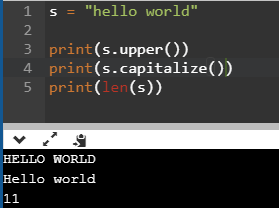 1 s = "hello world"
2
3 print(s.upper())
4 print(s.capitalize())
5 print(len(s))
HELLO WORLD
Hello world
11